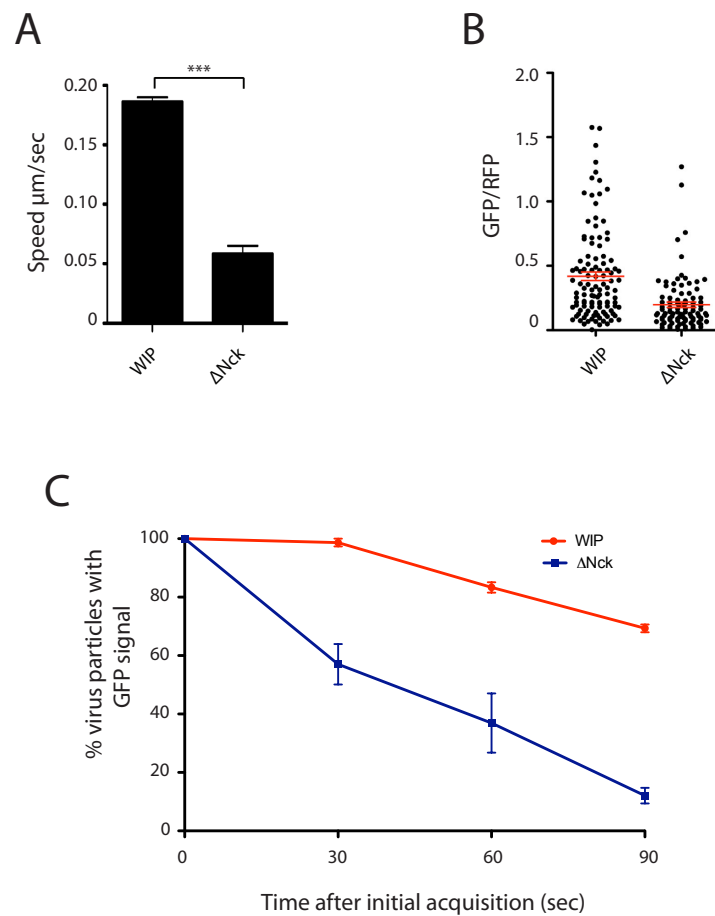 A
***
0.20
0.15
0.10
0.05
0
Speed μm/sec
WIP
ΔNck
B
2.0
1.5
1.0
0.5
0
GFP/RFP
WIP
ΔNck
C
100
80
60
40
20
0
% virus particles with
GFP signal
WIP
ΔNck
0
30
60
90
Time after initial acquisition (sec)